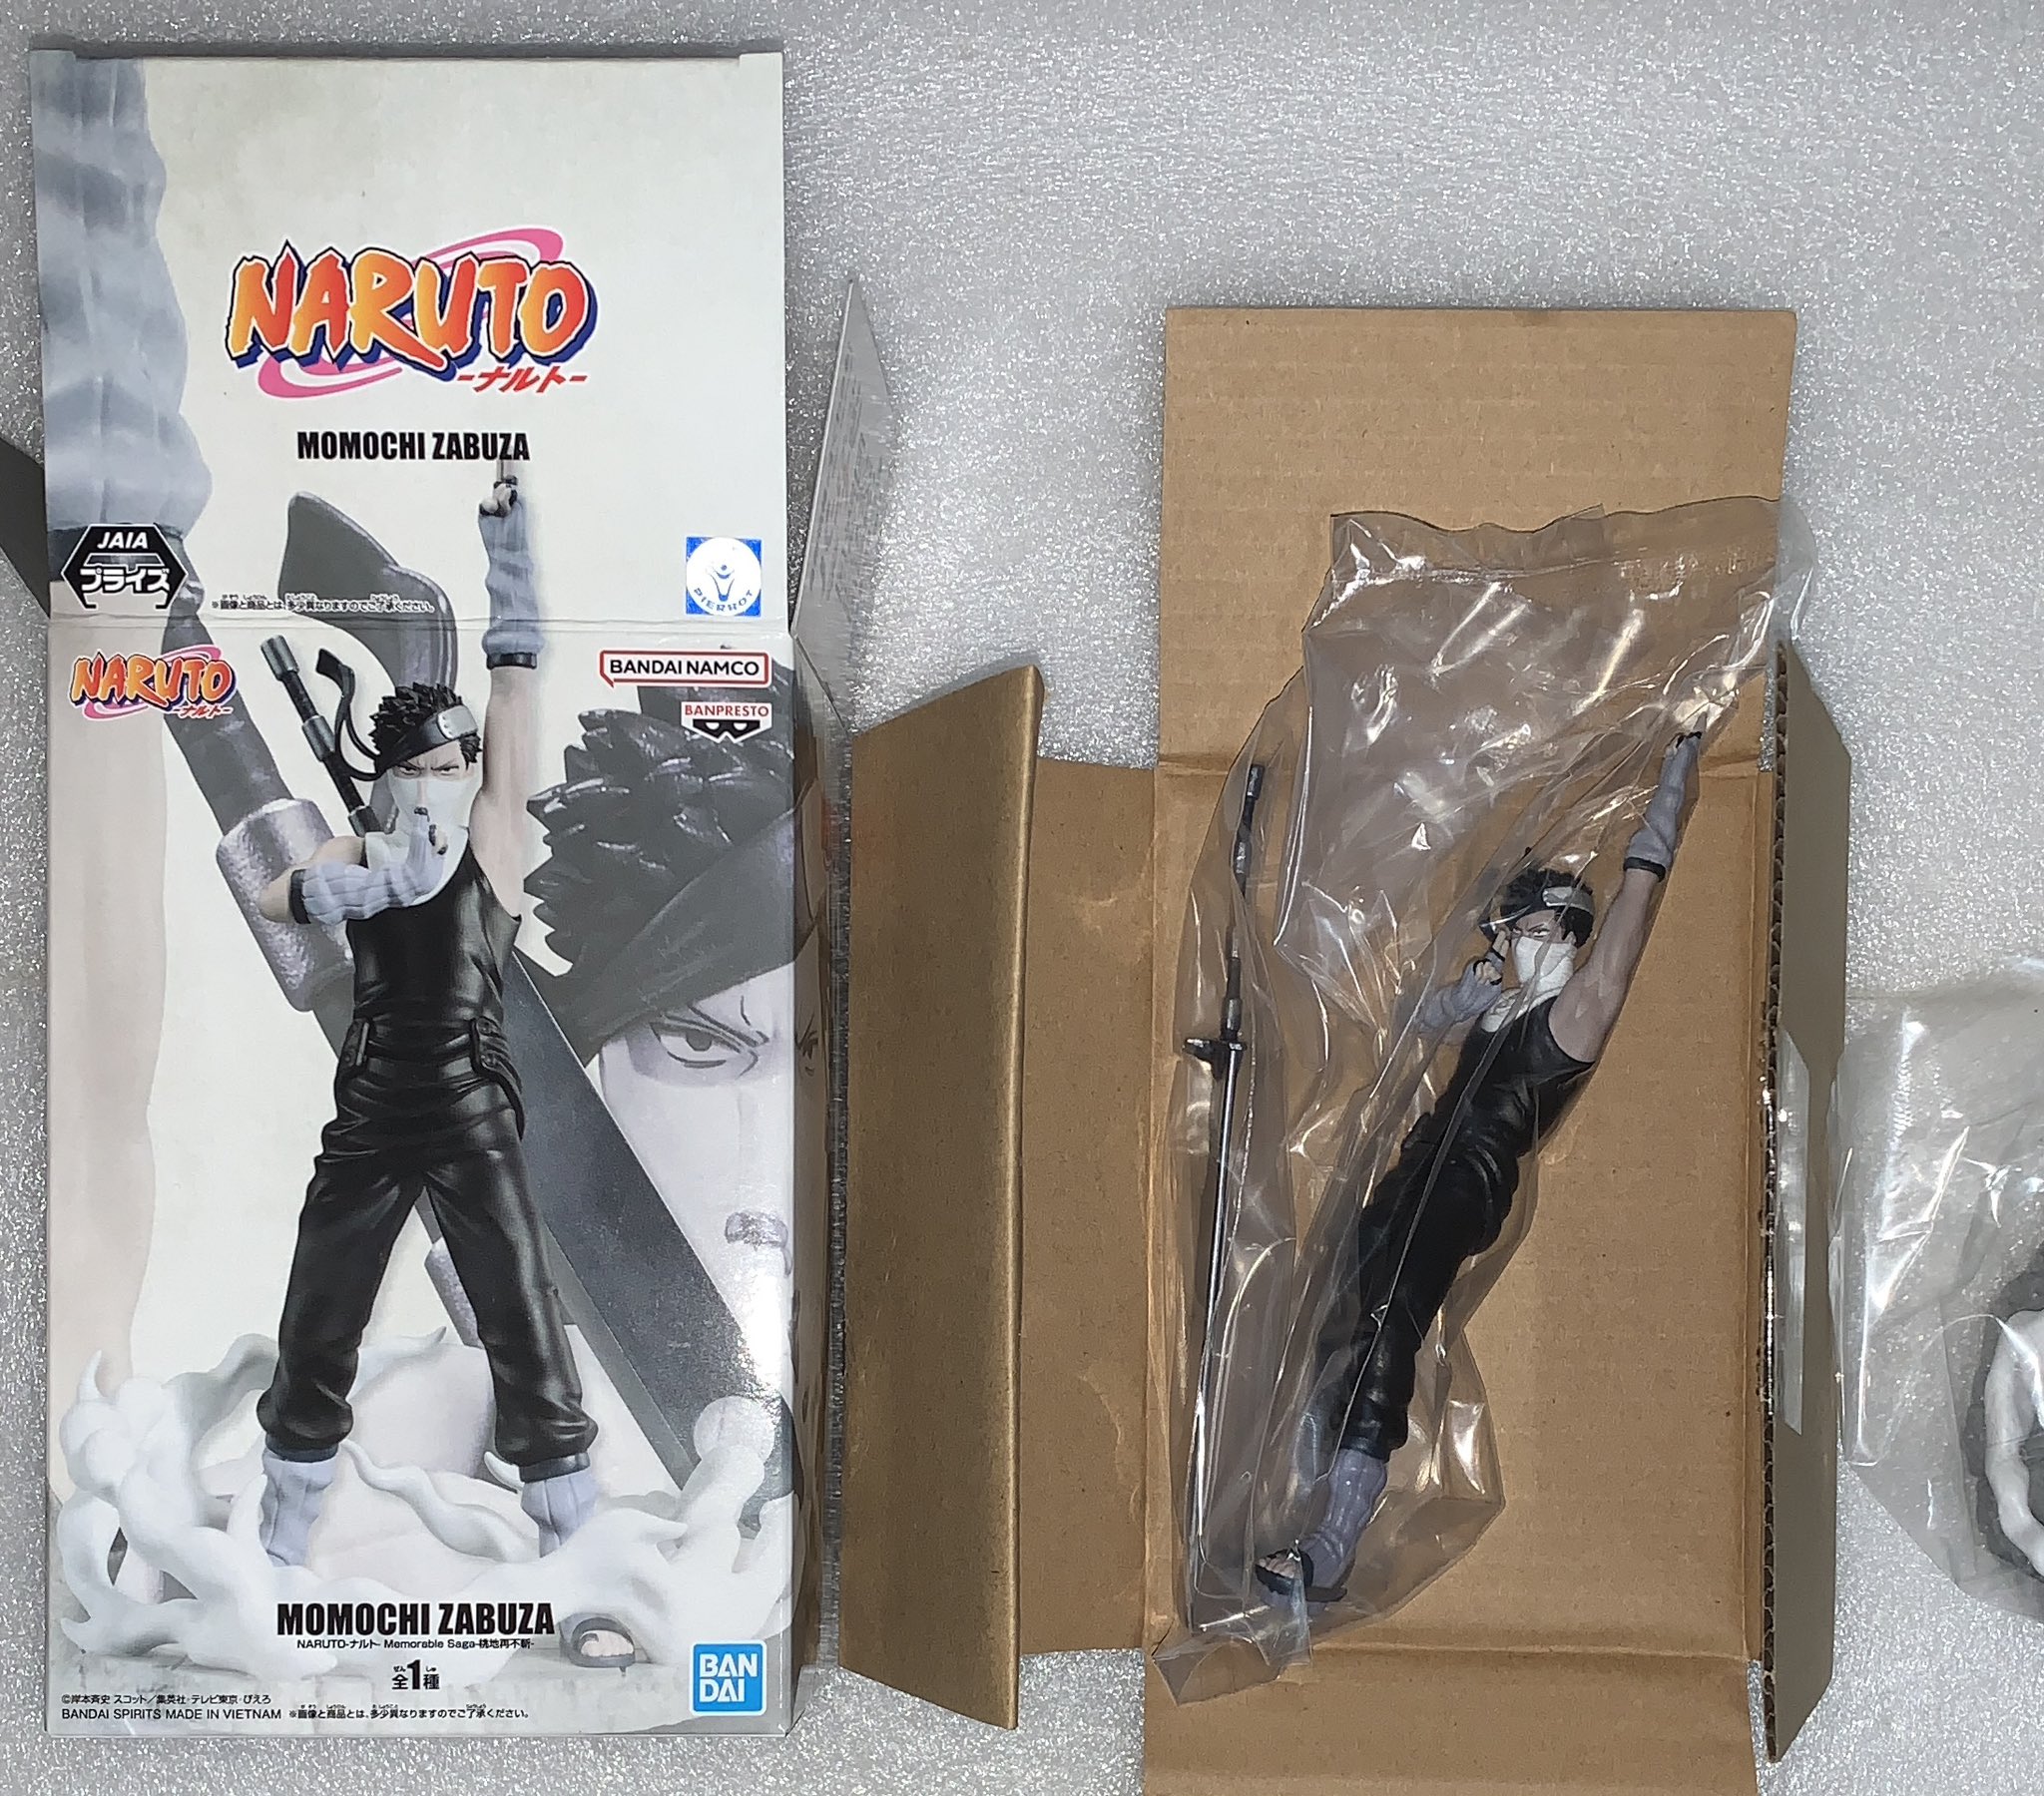 NARUTO
-ナルト-
MOMOCHI ZABUZA
JAIA
プライズ
※画像と商品とは、多少異なりますのでご了承ください。
PIERROT
NARUTO
-ナルト-
BANDAI NAMCO
BANPRESTO
MOMOCHI ZABUZA
NARUTO-ナルト- Memorable Saga-桃地再不斬-
全1種
©岸本斉史 スコット／集英社・テレビ東京・ぴえろ
BANDAI SPIRITS MADE IN VIETNAM ※画像と商品とは、多少異なりますのでご了承ください。
BAN
DAI